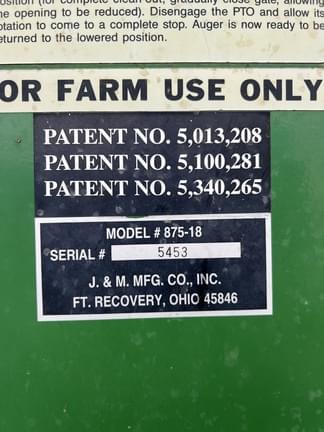 osition (for complete clean out, gradually close gate, allowing
he opening to be reduced). Disengage the PTO and allow its
otation to come to a complete stop. Auger is now ready to be
eturned to the lowered position.
OR FARM USE ONLY
PATENT NO. 5,013,208
PATENT NO. 5,100,281
PATENT NO. 5,340,265
MODEL # 875-18
SERIAL # 5453
J. & M. MFG. CO., INC.
FT. RECOVERY, OHIO 45846